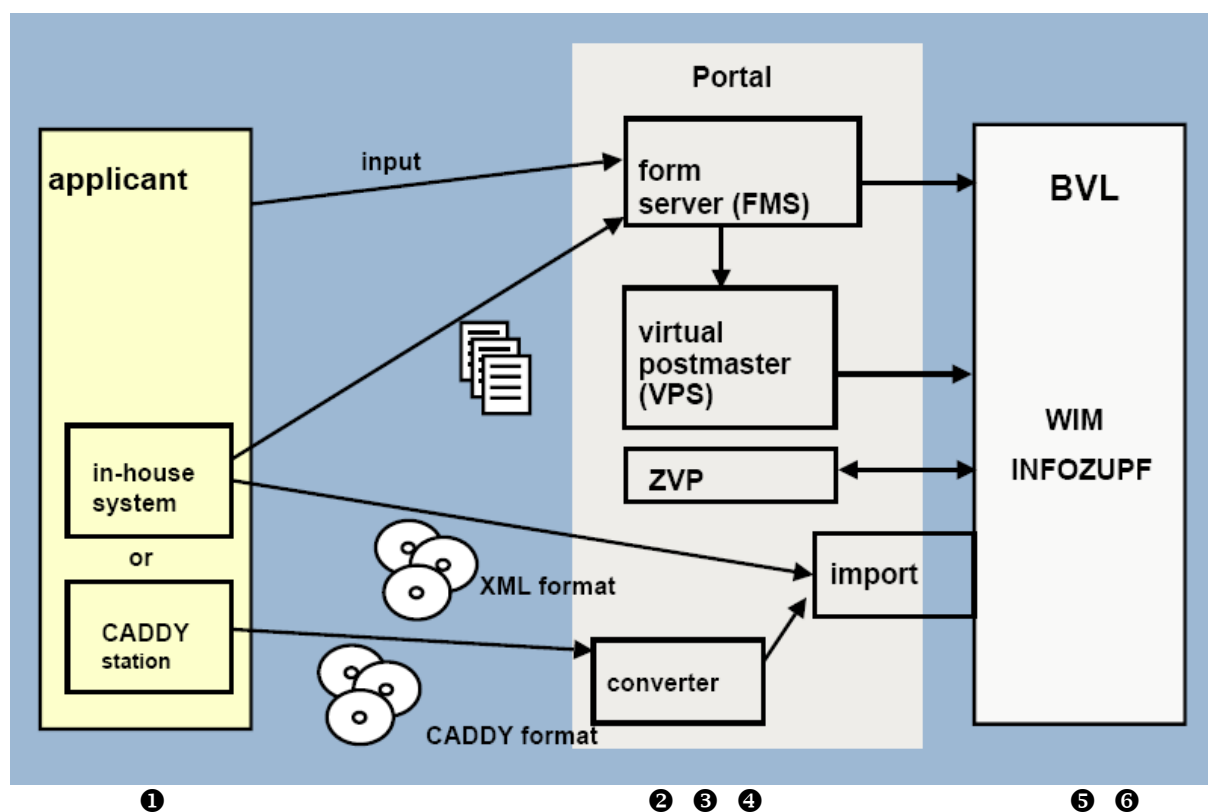 Portal
applicant
input
form
server (FMS)
BVL
virtual
postmaster
(VPS)
WIM
in-house
system
ZVP
INFOZUPF
or
XML format
import
CADDY
station
converter
CADDY format
❶ ❷ ❸ ❹ ❺ ❻